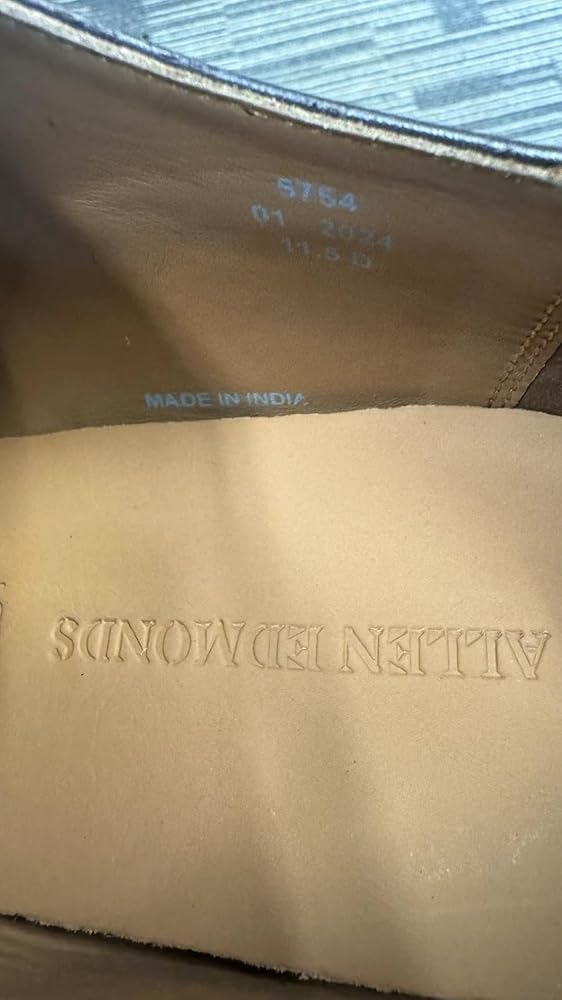 5754
01 2024
11.5 D
MADE IN INDIA
ALLEN EDMONDS